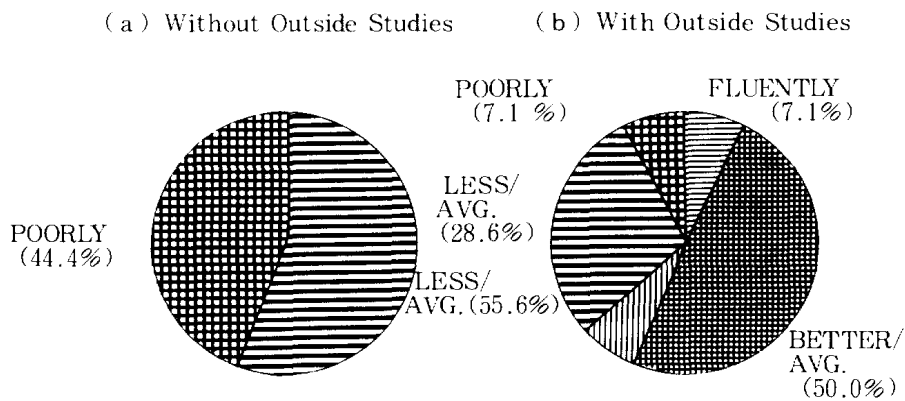 (a) Without Outside Studies
(b) With Outside Studies
POORLY
(44.4%)
LESS/
AVG.(55.6%)
POORLY
(7.1 %)
FLUENTLY
(7.1%)
LESS/
AVG.
(28.6%)
BETTER/
AVG.
(50.0%)